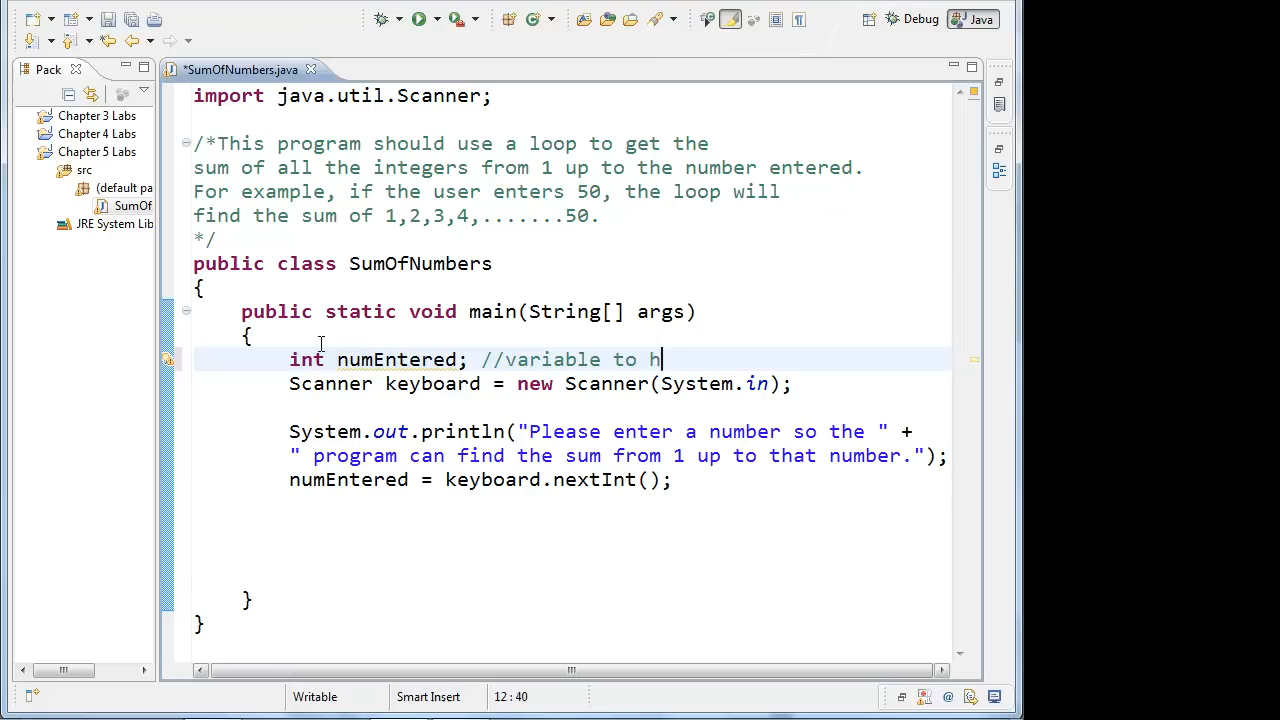 Debug
Java
Pack
*SumOfNumbers.java
Chapter 3 Labs
Chapter 4 Labs
Chapter 5 Labs
src
(default pa
SumOf
JRE System Lib
import java.util.Scanner;
/*This program should use a loop to get the
sum of all the integers from 1 up to the number entered.
For example, if the user enters 50, the loop will
find the sum of 1,2,3,4,.......50.
*/
public class SumOfNumbers
{
public static void main(String[] args)
{
int numEntered; //variable to h
Scanner keyboard = new Scanner(System.in);
System.out.println("Please enter a number so the " +
" program can find the sum from 1 up to that number.");
numEntered = keyboard.nextInt();
}
}
Writable
Smart Insert
12:40